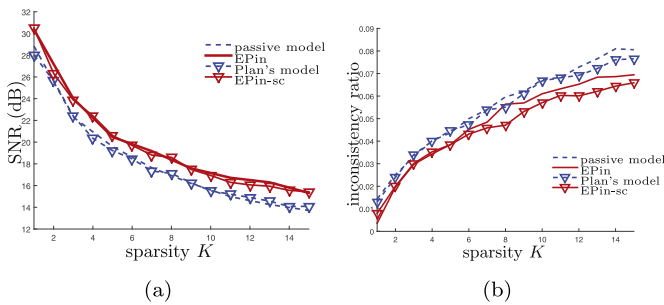 32
30
28
26
24
22
20
18
16
14
12
SNR (dB)
2 4 6 8 10 12 14
sparsity K
passive model
EPin
Plan's model
EPin-sc
(a)
0.09
0.08
0.07
0.06
0.05
0.04
0.03
0.02
0.01
0
inconsistency ratio
2 4 6 8 10 12 14
sparsity K
passive model
EPin
Plan's model
EPin-sc
(b)